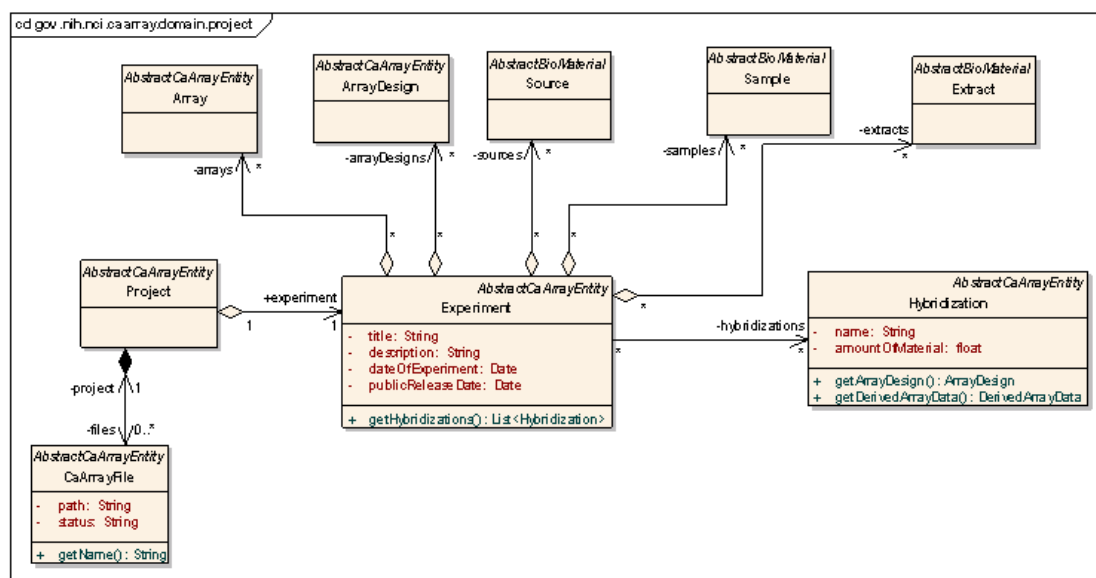 cd gov.nih.nci.caarray.domain.project
AbstractCaArrayEntity
Array
AbstractCaArrayEntity
ArrayDesign
AbstractBioMaterial
Source
AbstractBioMaterial
Sample
AbstractBioMaterial
Extract
-arrays
*
-arrayDesigns
*
-sources
*
-samples
*
-extracts
*
*
*
*
*
*
AbstractCaArrayEntity
Project
+experiment
1
1
AbstractCaArrayEntity
Experiment
- title: String
- description: String
- dateOfExperiment: Date
- publicReleaseDate: Date
+ getHybridizations() : List<Hybridization>
-hybridizations
*
*
AbstractCaArrayEntity
Hybridization
- name: String
- amountOfMaterial: float
+ getArrayDesign() : ArrayDesign
+ getDerivedArrayData() : DerivedArrayData
-project
1
-files
0..*
AbstractCaArrayEntity
CaArrayFile
- path: String
- status: String
+ getName() : String